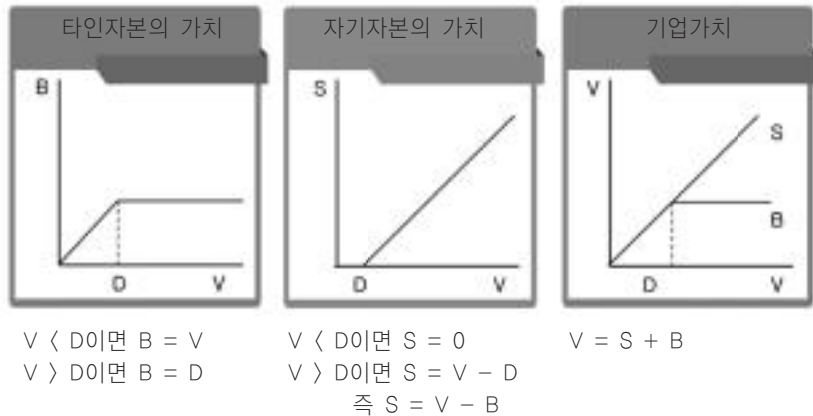 타인자본의 가치
B
D
V
V < D이면 B = V
V > D이면 B = D
자기자본의 가치
S
D
V
V < D이면 S = 0
V > D이면 S = V - D
즉 S = V - B
기업가치
V
S
B
D
V
V = S + B